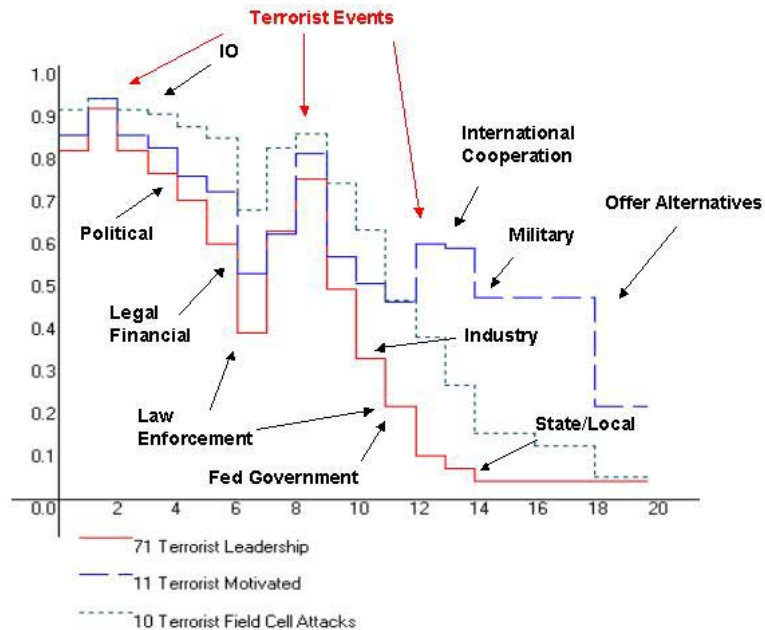 Terrorist Events
IO
1.0
0.9
0.8
0.7
0.6
0.5
0.4
0.3
0.2
0.1
0.0
International
Cooperation
Offer Alternatives
Political
Military
Legal
Financial
Industry
Law
Enforcement
State/Local
Fed Government
2 4 6 8 10 12 14 16 18 20
71 Terrorist Leadership
11 Terrorist Motivated
10 Terrorist Field Cell Attacks